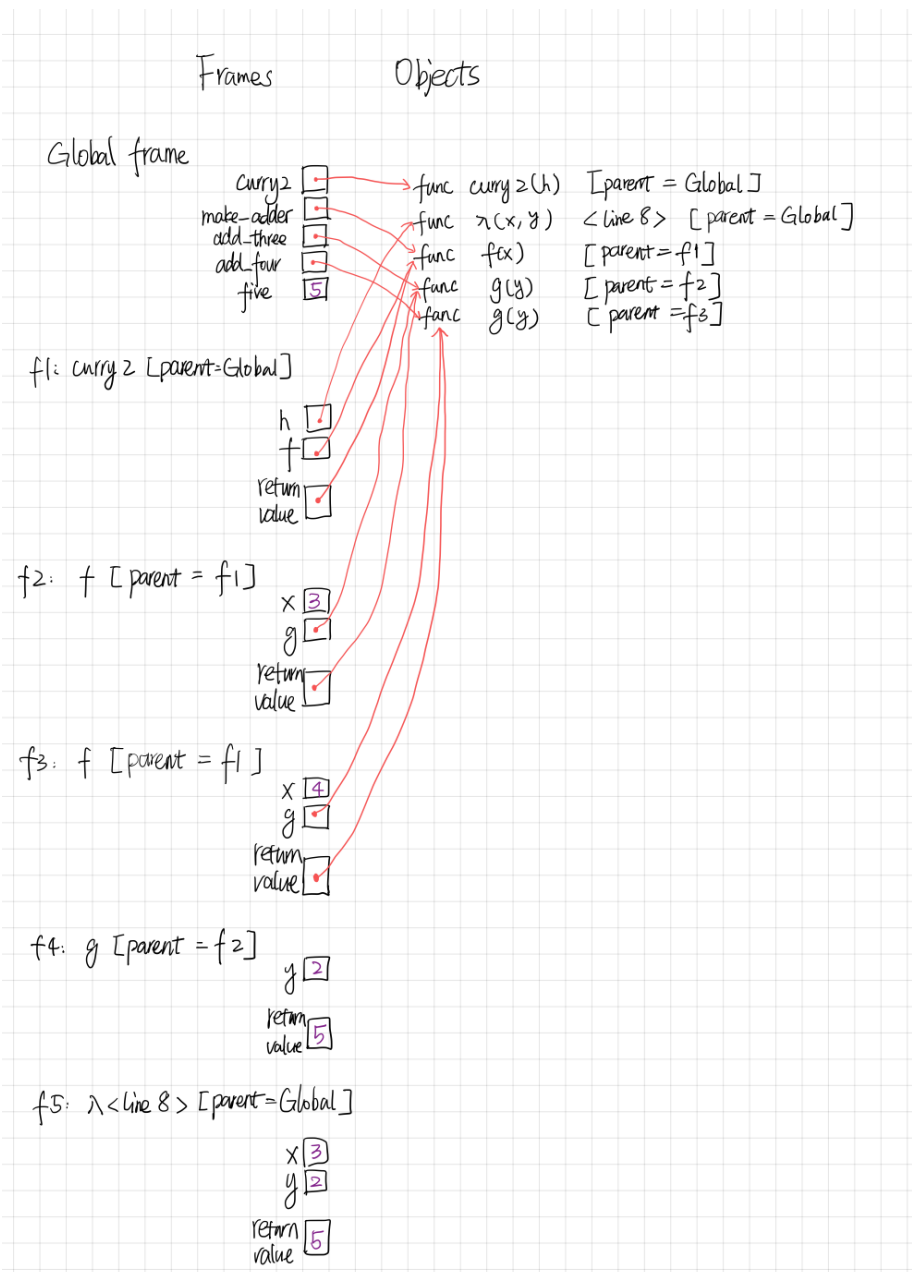 Frames Objects
Global frame
curry2 func curry2(h) [parent = Global]
make-adder func λ(x, y) <line 8> [parent = Global]
add_three func f(x) [parent = f1]
add_four func g(y) [parent = f2]
five 5 func g(y) [parent = f3]
f1: curry2 [parent=Global]
h
f
return
value
f2: f [parent = f1]
x 3
g
return
value
f3: f [parent = f1]
x 4
g
return
value
f4: g [parent = f2]
y 2
return
value 5
f5: λ<line 8> [parent=Global]
x 3
y 2
return
value 5